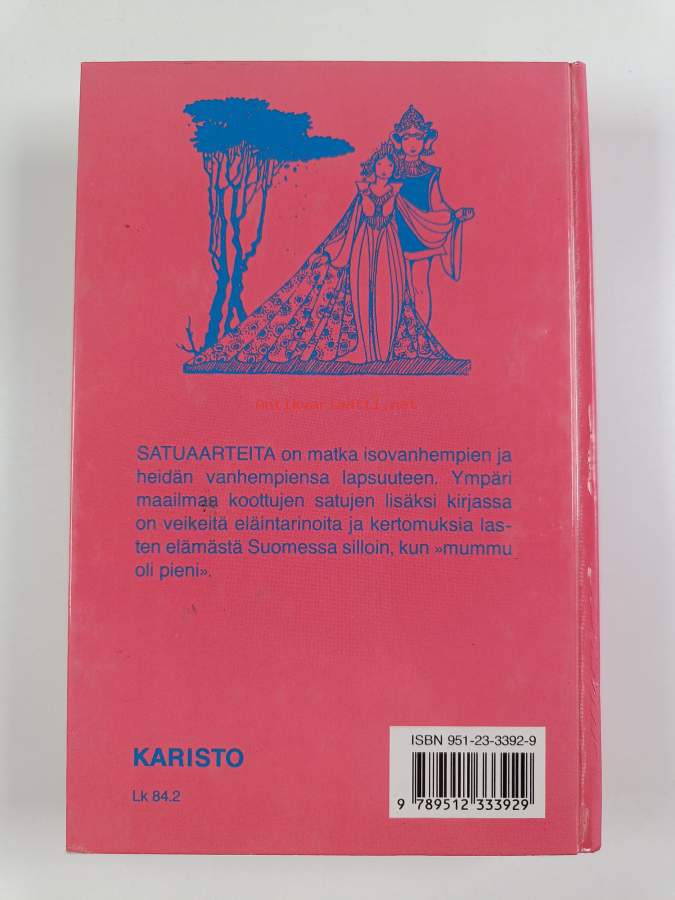 Antikvariaatti.net
SATUAARTEITA on matka isovanhempien ja
heidän vanhempiensa lapsuuteen. Ympäri
maailmaa koottujen satujen lisäksi kirjassa
on veikeitä eläintarinoita ja kertomuksia las-
ten elämästä Suomessa silloin, kun »mummu
oli pieni».
KARISTO
Lk 84.2
ISBN 951-23-3392-9
9 789512 333929